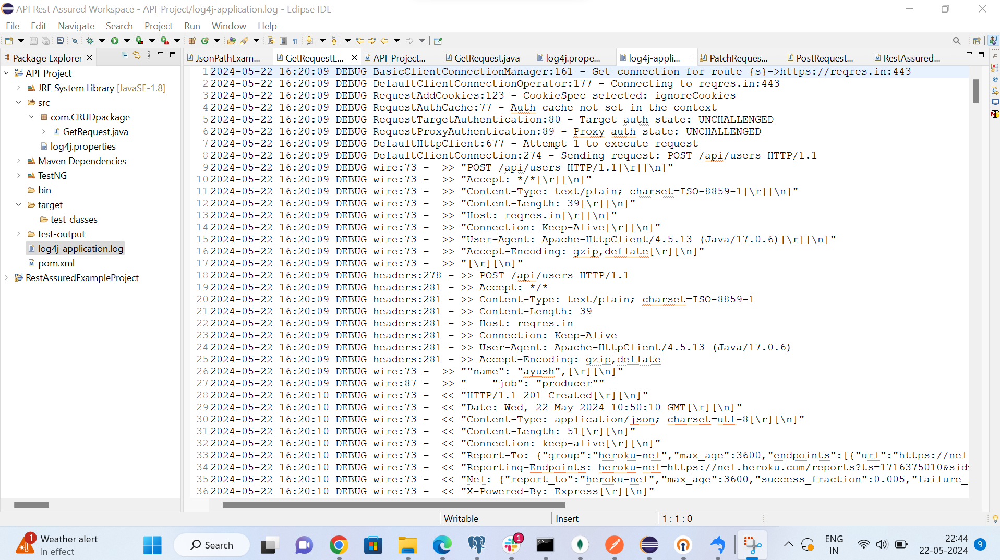 API Rest Assured Workspace - API_Project/log4j-application.log - Eclipse IDE
File Edit Navigate Search Project Run Window Help
Package Explorer
JsonPathExam... GetRequestE... API_Project... GetRequest.java log4j.prope... log4j-appli... PatchReques... PostRequest... RestAssured...
API_Project
JRE System Library [JavaSE-1.8]
src
com.CRUDpackage
GetRequest.java
log4j.properties
Maven Dependencies
TestNG
bin
target
test-classes
test-output
log4j-application.log
pom.xml
RestAssuredExampleProject
1 2024-05-22 16:20:09 DEBUG BasicClientConnectionManager:161 - Get connection for route {s}->https://reqres.in:443
2 2024-05-22 16:20:09 DEBUG DefaultClientConnectionOperator:177 - Connecting to reqres.in:443
3 2024-05-22 16:20:09 DEBUG RequestAddCookies:123 - CookieSpec selected: ignoreCookies
4 2024-05-22 16:20:09 DEBUG RequestAuthCache:77 - Auth cache not set in the context
5 2024-05-22 16:20:09 DEBUG RequestTargetAuthentication:80 - Target auth state: UNCHALLENGED
6 2024-05-22 16:20:09 DEBUG RequestProxyAuthentication:89 - Proxy auth state: UNCHALLENGED
7 2024-05-22 16:20:09 DEBUG DefaultHttpClient:677 - Attempt 1 to execute request
8 2024-05-22 16:20:09 DEBUG DefaultClientConnection:274 - Sending request: POST /api/users HTTP/1.1
9 2024-05-22 16:20:09 DEBUG wire:73 -  >> "POST /api/users HTTP/1.1[\r][\n]"
10 2024-05-22 16:20:09 DEBUG wire:73 -  >> "Accept: */*[\r][\n]"
11 2024-05-22 16:20:09 DEBUG wire:73 -  >> "Content-Type: text/plain; charset=ISO-8859-1[\r][\n]"
12 2024-05-22 16:20:09 DEBUG wire:73 -  >> "Content-Length: 39[\r][\n]"
13 2024-05-22 16:20:09 DEBUG wire:73 -  >> "Host: reqres.in[\r][\n]"
14 2024-05-22 16:20:09 DEBUG wire:73 -  >> "Connection: Keep-Alive[\r][\n]"
15 2024-05-22 16:20:09 DEBUG wire:73 -  >> "User-Agent: Apache-HttpClient/4.5.13 (Java/17.0.6)[\r][\n]"
16 2024-05-22 16:20:09 DEBUG wire:73 -  >> "Accept-Encoding: gzip,deflate[\r][\n]"
17 2024-05-22 16:20:09 DEBUG wire:73 -  >> "[\r][\n]"
18 2024-05-22 16:20:09 DEBUG headers:278 - >> POST /api/users HTTP/1.1
19 2024-05-22 16:20:09 DEBUG headers:281 - >> Accept: */*
20 2024-05-22 16:20:09 DEBUG headers:281 - >> Content-Type: text/plain; charset=ISO-8859-1
21 2024-05-22 16:20:09 DEBUG headers:281 - >> Content-Length: 39
22 2024-05-22 16:20:09 DEBUG headers:281 - >> Host: reqres.in
23 2024-05-22 16:20:09 DEBUG headers:281 - >> Connection: Keep-Alive
24 2024-05-22 16:20:09 DEBUG headers:281 - >> User-Agent: Apache-HttpClient/4.5.13 (Java/17.0.6)
25 2024-05-22 16:20:09 DEBUG headers:281 - >> Accept-Encoding: gzip,deflate
26 2024-05-22 16:20:09 DEBUG wire:73 -  >> ""name": "ayush",[\r][\n]"
27 2024-05-22 16:20:09 DEBUG wire:87 -  >> "    "job": "producer""
28 2024-05-22 16:20:10 DEBUG wire:73 -  << "HTTP/1.1 201 Created[\r][\n]"
29 2024-05-22 16:20:10 DEBUG wire:73 -  << "Date: Wed, 22 May 2024 10:50:10 GMT[\r][\n]"
30 2024-05-22 16:20:10 DEBUG wire:73 -  << "Content-Type: application/json; charset=utf-8[\r][\n]"
31 2024-05-22 16:20:10 DEBUG wire:73 -  << "Content-Length: 51[\r][\n]"
32 2024-05-22 16:20:10 DEBUG wire:73 -  << "Connection: keep-alive[\r][\n]"
33 2024-05-22 16:20:10 DEBUG wire:73 -  << "Report-To: {"group":"heroku-nel","max_age":3600,"endpoints":[{"url":"https://nel
34 2024-05-22 16:20:10 DEBUG wire:73 -  << "Reporting-Endpoints: heroku-nel=https://nel.heroku.com/reports?ts=1716375010&sid=
35 2024-05-22 16:20:10 DEBUG wire:73 -  << "Nel: {"report_to":"heroku-nel","max_age":3600,"success_fraction":0.005,"failure_
36 2024-05-22 16:20:10 DEBUG wire:73 -  << "X-Powered-By: Express[\r][\n]"
Writable Insert 1 : 1 : 0
1 Weather alert
In effect
Search
1
ENG
IN
22:44
22-05-2024
9